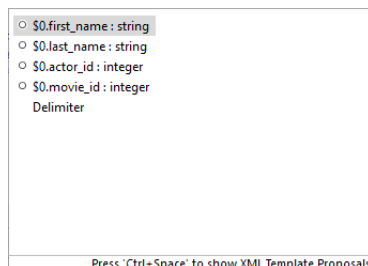 $0.first_name : string
$0.last_name : string
$0.actor_id : integer
$0.movie_id : integer
Delimiter
Press 'Ctrl+Space' to show XML Template Proposals